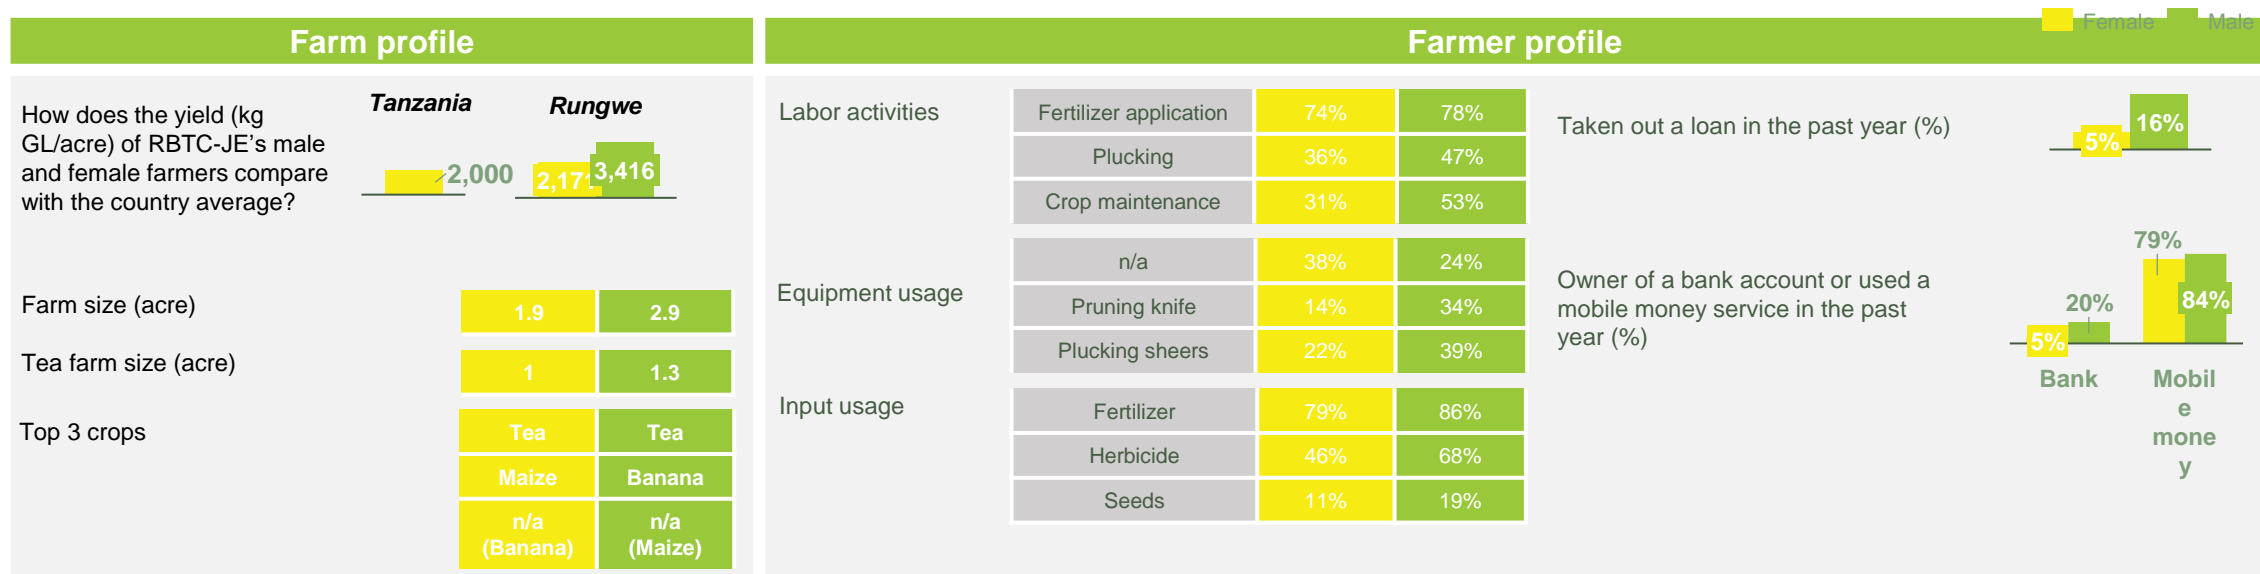 Female
Male
Farm profile
Farmer profile
How does the yield (kg
GL/acre) of RBTC-JE's male
and female farmers compare
with the country average?
Tanzania
Rungwe
2,000
2,171
3,416
Farm size (acre)
1.9
2.9
Tea farm size (acre)
1
1.3
Top 3 crops
Tea
Tea
Maize
Banana
n/a
(Banana)
n/a
(Maize)
Labor activities
Fertilizer application
74%
78%
Plucking
36%
47%
Crop maintenance
31%
53%
Equipment usage
n/a
38%
24%
Pruning knife
14%
34%
Plucking sheers
22%
39%
Input usage
Fertilizer
79%
86%
Herbicide
46%
68%
Seeds
11%
19%
Taken out a loan in the past year (%)
5%
16%
Owner of a bank account or used a
mobile money service in the past
year (%)
5%
20%
79%
84%
Bank
Mobil
e
mone
y